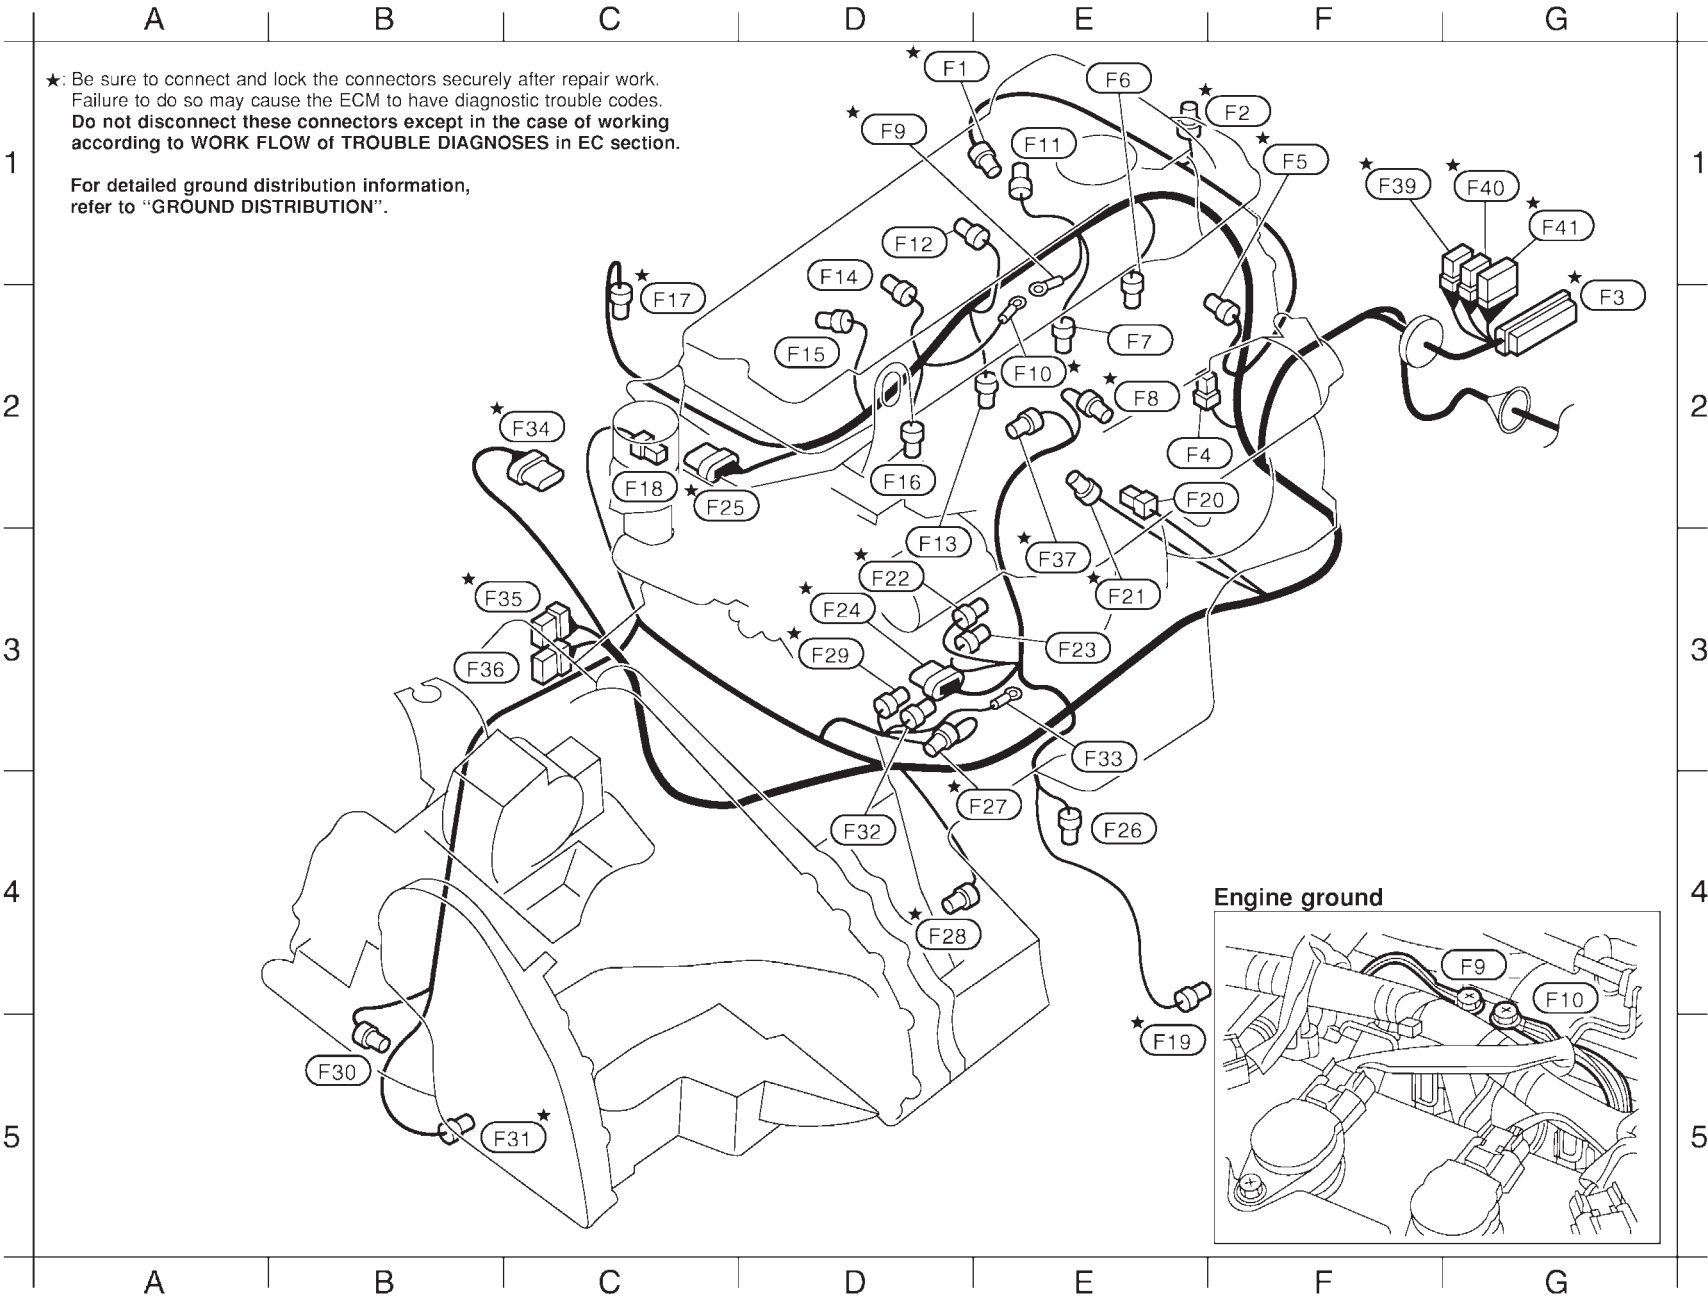 A B C D E F G
★: Be sure to connect and lock the connectors securely after repair work.
Failure to do so may cause the ECM to have diagnostic trouble codes.
Do not disconnect these connectors except in the case of working
according to WORK FLOW of TROUBLE DIAGNOSES in EC section.
For detailed ground distribution information,
refer to “GROUND DISTRIBUTION”.
★ F1
F6
★ F2
★ F9
F11
★ F5
1
1
★ F39
★ F40
★ F41
F12
F14
★ F17
★ F3
F15
F7
F10 ★
★ F8
2
2
★ F34
F4
F18
F16
★ F25
F20
F13
★ F37
★ F22
★ F21
★ F35
★ F24
3
3
F36
★ F29
F23
F33
★ F27
F32
F26
4
4
Engine ground
★ F28
F9
F10
★ F19
F30
F31 ★
5
5
A B C D E F G